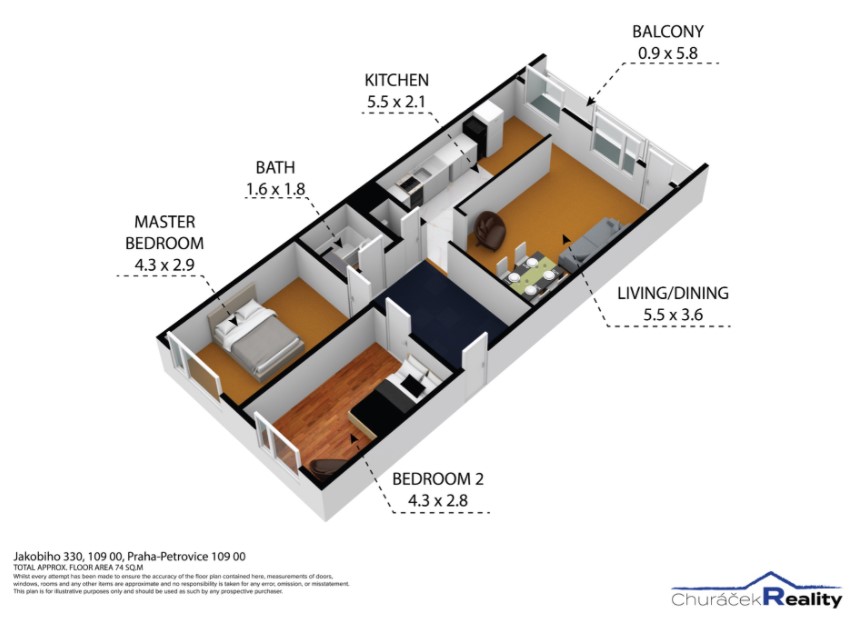 BALCONY
0.9 x 5.8
KITCHEN
5.5 x 2.1
BATH
1.6 x 1.8
MASTER
BEDROOM
4.3 x 2.9
LIVING/DINING
5.5 x 3.6
BEDROOM 2
4.3 x 2.8
Jakobiho 330, 109 00, Praha-Petrovice 109 00
TOTAL APPROX. FLOOR AREA 74 SQ.M
Whilst every attempt has been made to ensure the accuracy of the floor plan contained here, measurements of doors,
windows, rooms and any other items are approximate and no responsibility is taken for any error, omission, or misstatement.
This plan is for illustrative purposes only and should be used as such by any prospective purchaser.
Churáček Reality